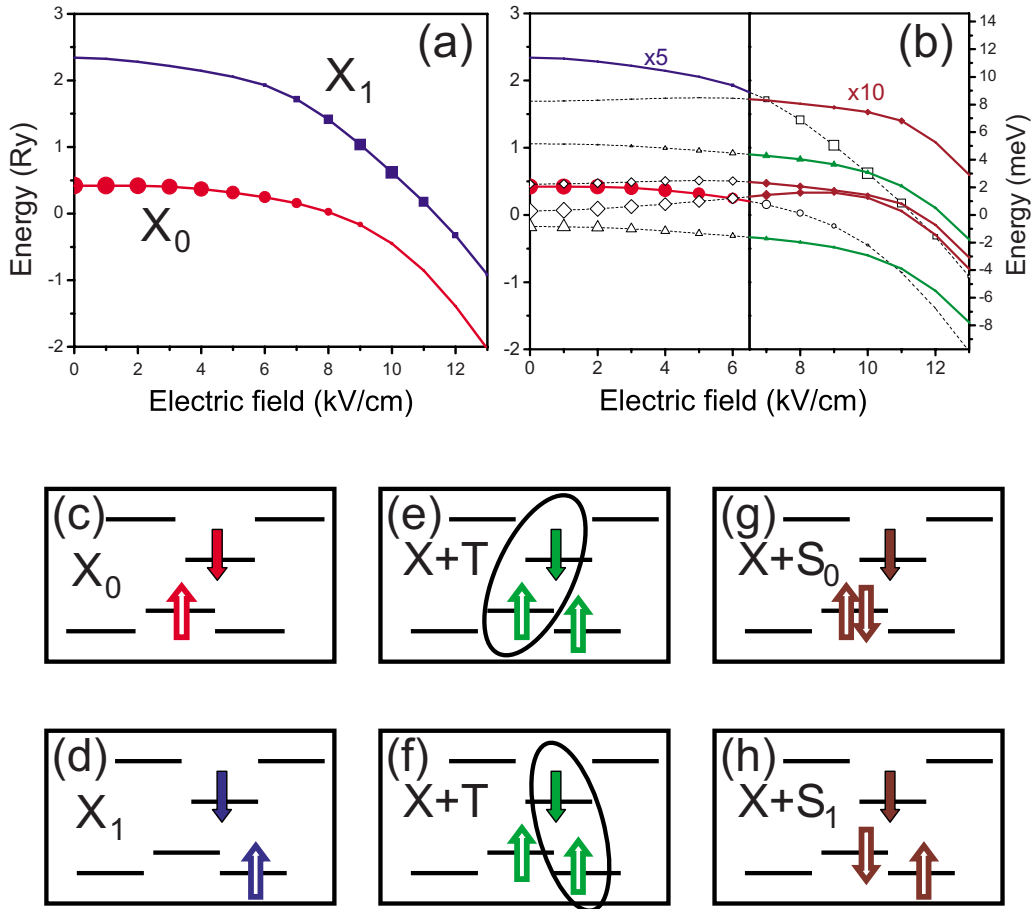 (a)
X1
X0
Energy (Ry)
3
2
1
0
-1
-2
0 2 4 6 8 10 12
Electric field (kV/cm)
(b)
x5
x10
3
2
1
0
-1
-2
0 2 4 6 8 10 12
Electric field (kV/cm)
14
12
10
8
6
4
2
0
-2
-4
-6
-8
Energy (meV)
(c)
X0
(e)
X+T
(g)
X+S0
(d)
X1
(f)
X+T
(h)
X+S1